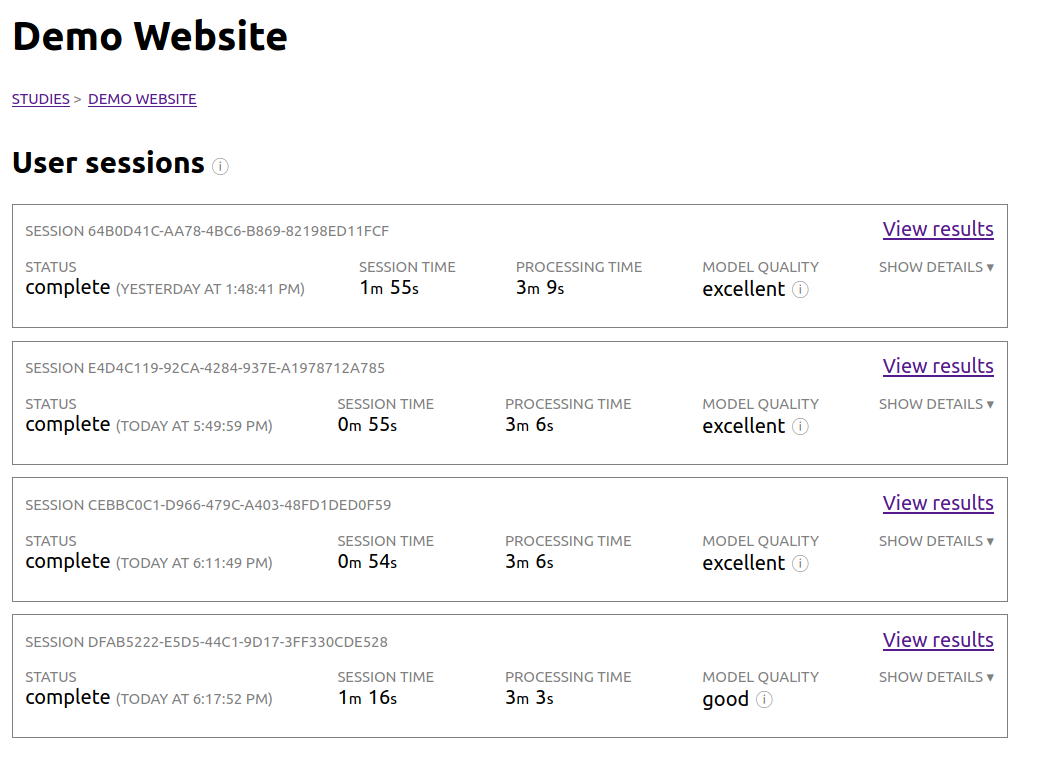 Demo Website
STUDIES > DEMO WEBSITE
User sessions ⓘ
SESSION 64B0D41C-AA78-4BC6-B869-82198ED11FCF View results
STATUS SESSION TIME PROCESSING TIME MODEL QUALITY SHOW DETAILS ▾
complete (YESTERDAY AT 1:48:41 PM) 1m 55s 3m 9s excellent ⓘ
SESSION E4D4C119-92CA-4284-937E-A1978712A785 View results
STATUS SESSION TIME PROCESSING TIME MODEL QUALITY SHOW DETAILS ▾
complete (TODAY AT 5:49:59 PM) 0m 55s 3m 6s excellent ⓘ
SESSION CEBBC0C1-D966-479C-A403-48FD1DED0F59 View results
STATUS SESSION TIME PROCESSING TIME MODEL QUALITY SHOW DETAILS ▾
complete (TODAY AT 6:11:49 PM) 0m 54s 3m 6s excellent ⓘ
SESSION DFAB5222-E5D5-44C1-9D17-3FF330CDE528 View results
STATUS SESSION TIME PROCESSING TIME MODEL QUALITY SHOW DETAILS ▾
complete (TODAY AT 6:17:52 PM) 1m 16s 3m 3s good ⓘ